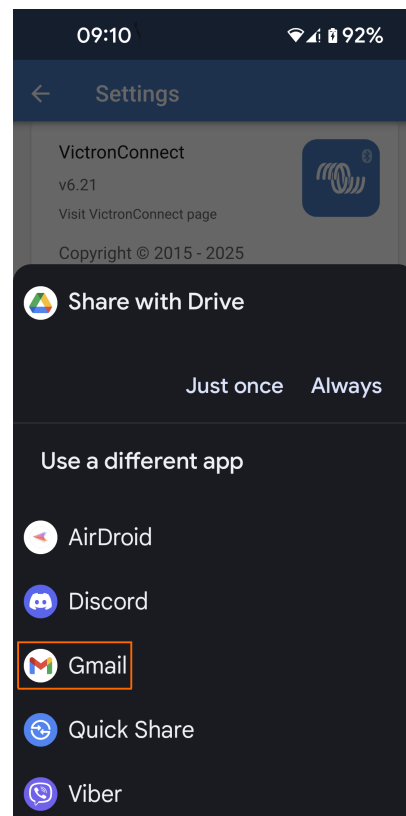 09:10 92%
Settings
VictronConnect
v6.21
Visit VictronConnect page
Copyright © 2015 - 2025
Share with Drive
Just once Always
Use a different app
AirDroid
Discord
Gmail
Quick Share
Viber